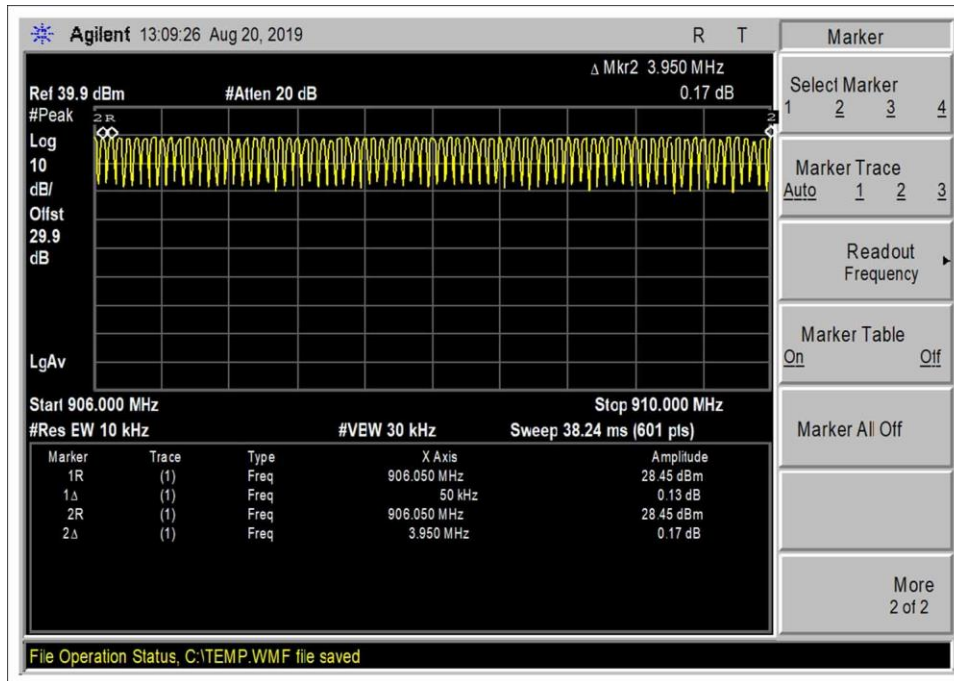 Agilent 13:09:26 Aug 20, 2019 R T
Marker
Δ Mkr2 3.950 MHz
Ref 39.9 dBm #Atten 20 dB 0.17 dB
#Peak
Log
10
dB/
Offst
29.9
dB
LgAv
2R
2
Start 906.000 MHz Stop 910.000 MHz
#Res EW 10 kHz #VBW 30 kHz Sweep 38.24 ms (601 pts)
Marker Trace Type X Axis Amplitude
1R (1) Freq 906.050 MHz 28.45 dBm
1Δ (1) Freq 50 kHz 0.13 dB
2R (1) Freq 906.050 MHz 28.45 dBm
2Δ (1) Freq 3.950 MHz 0.17 dB
Select Marker
1 2 3 4
Marker Trace
Auto 1 2 3
Readout
Frequency
Marker Table
On Off
Marker All Off
More
2 of 2
File Operation Status, C:\TEMP.WMF file saved